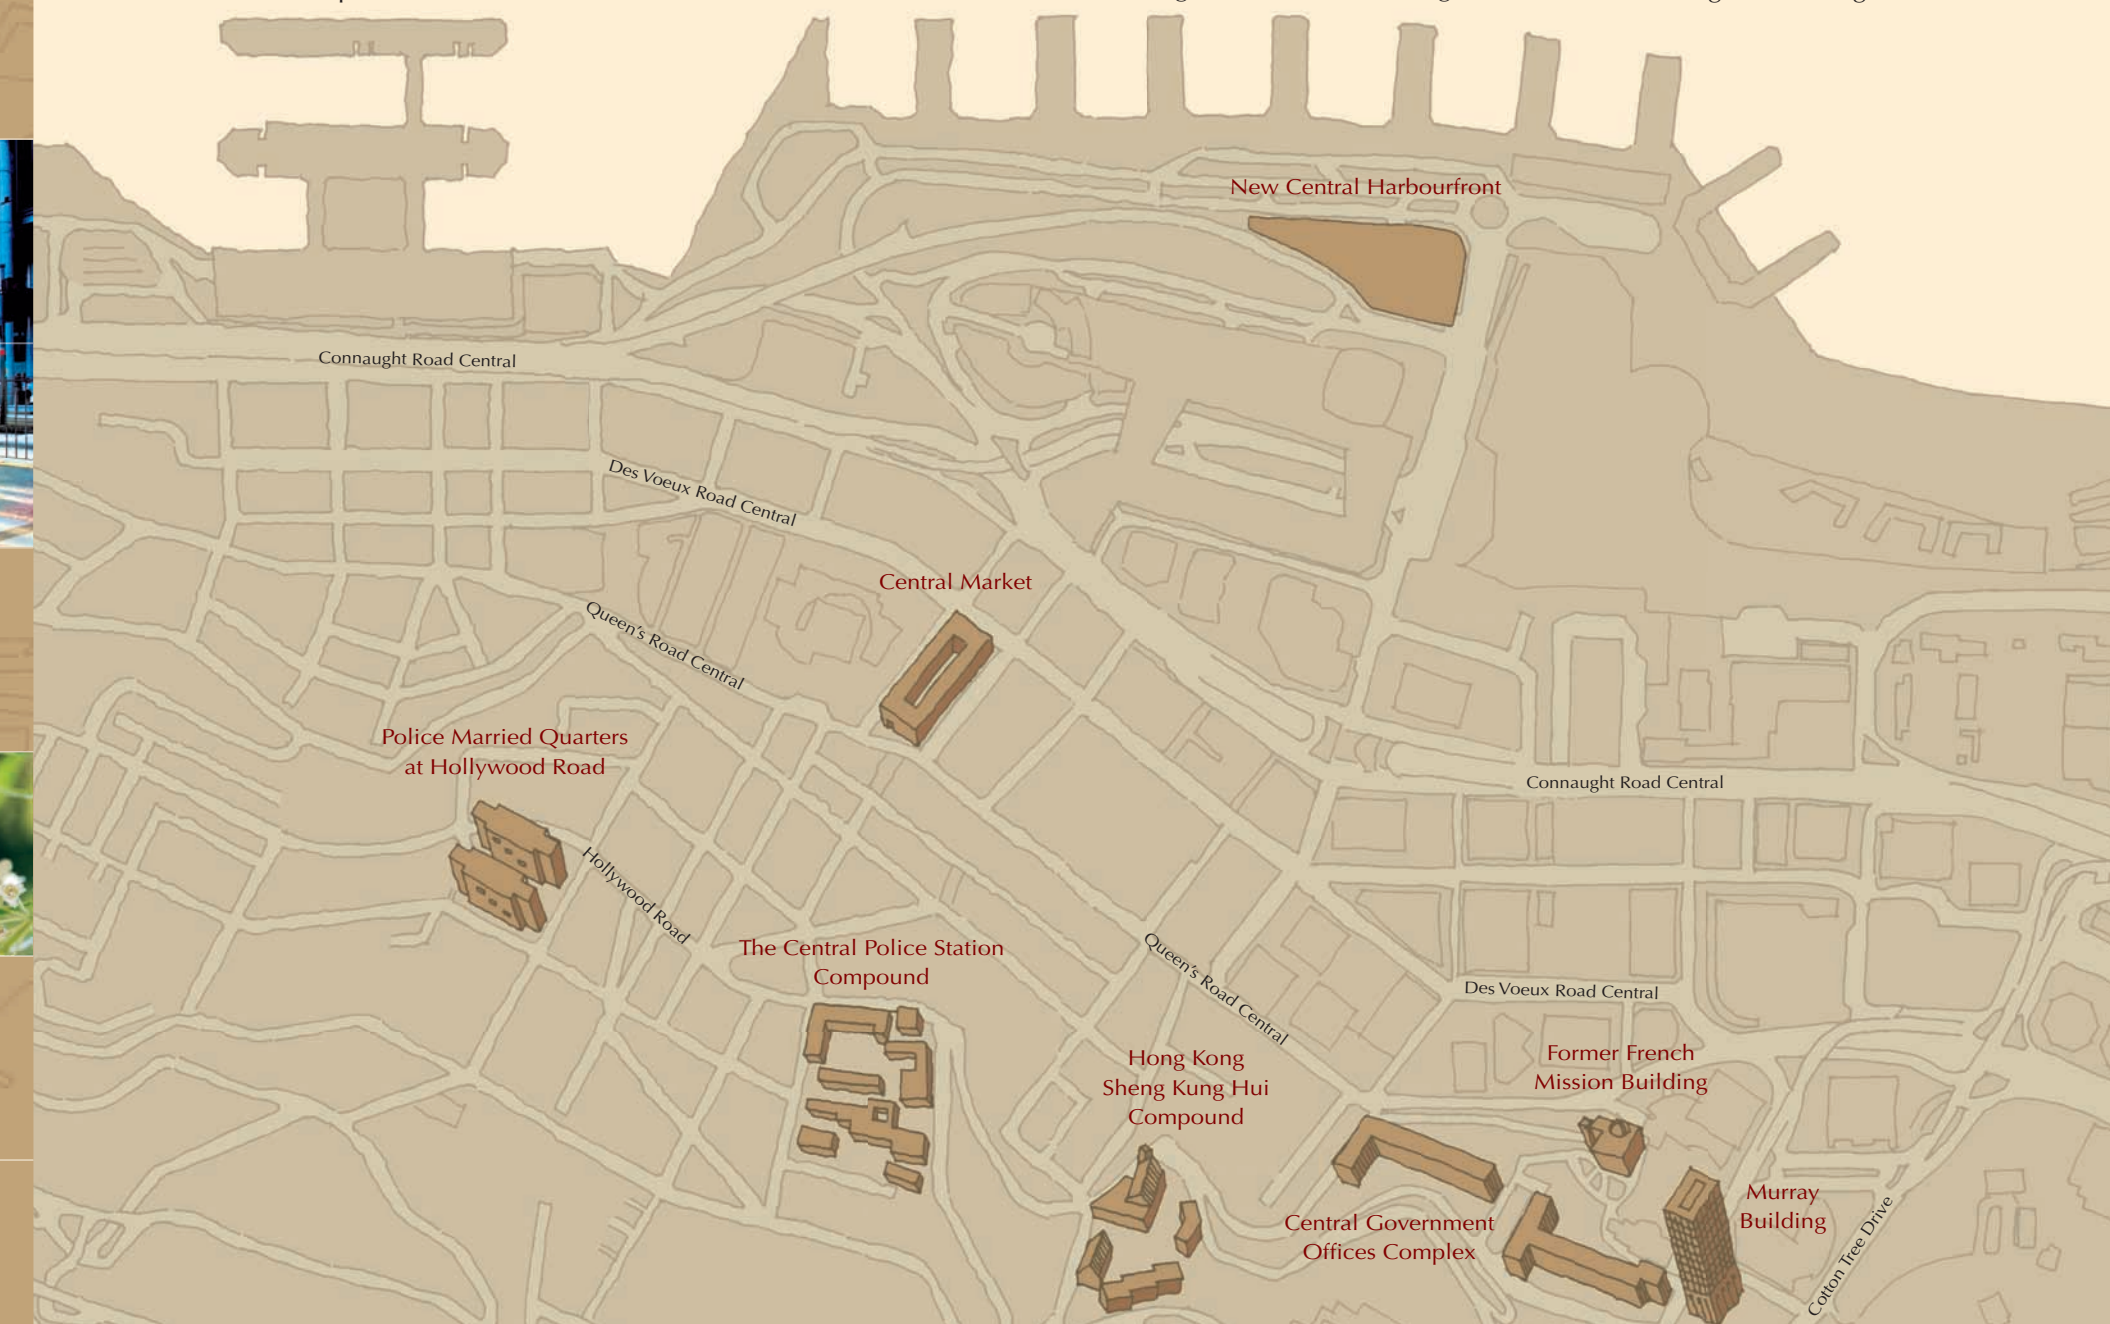 New Central Harbourfront
Connaught Road Central
Des Voeux Road Central
Central Market
Queen's Road Central
Police Married Quarters
at Hollywood Road
Connaught Road Central
Hollywood Road
The Central Police Station
Compound
Queen's Road Central
Des Voeux Road Central
Hong Kong
Sheng Kung Hui
Compound
Former French
Mission Building
Murray
Building
Central Government
Offices Complex
Cotton Tree Drive